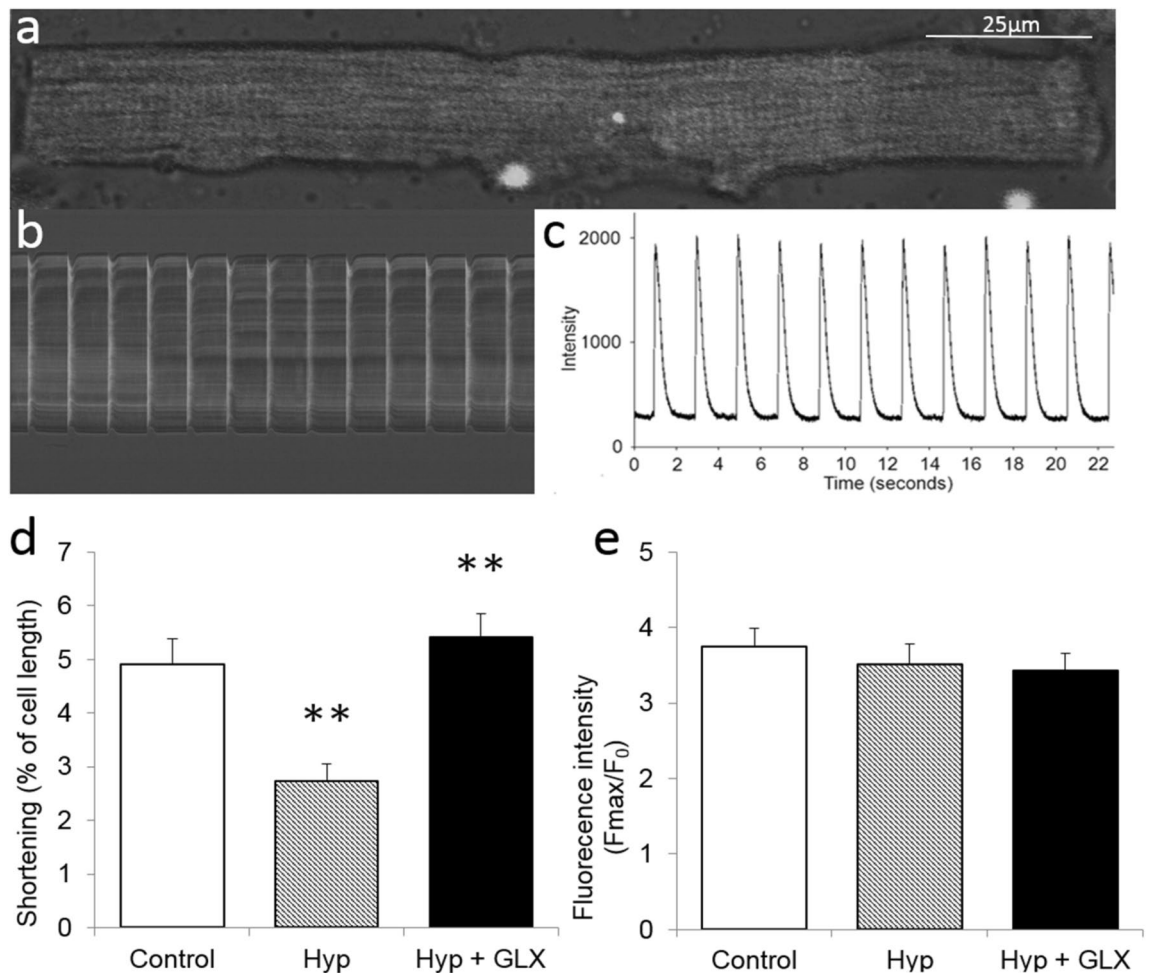 a
25µm
b
c
2000
1000
0
Intensity
0 2 4 6 8 10 12 14 16 18 20 22
Time (seconds)
d
7
6
5
4
3
2
1
0
Shortening (% of cell length)
**
**
Control Hyp Hyp + GLX
e
5
4
3
2
1
0
Fluorecence intensity
(Fmax/F₀)
Control Hyp Hyp + GLX